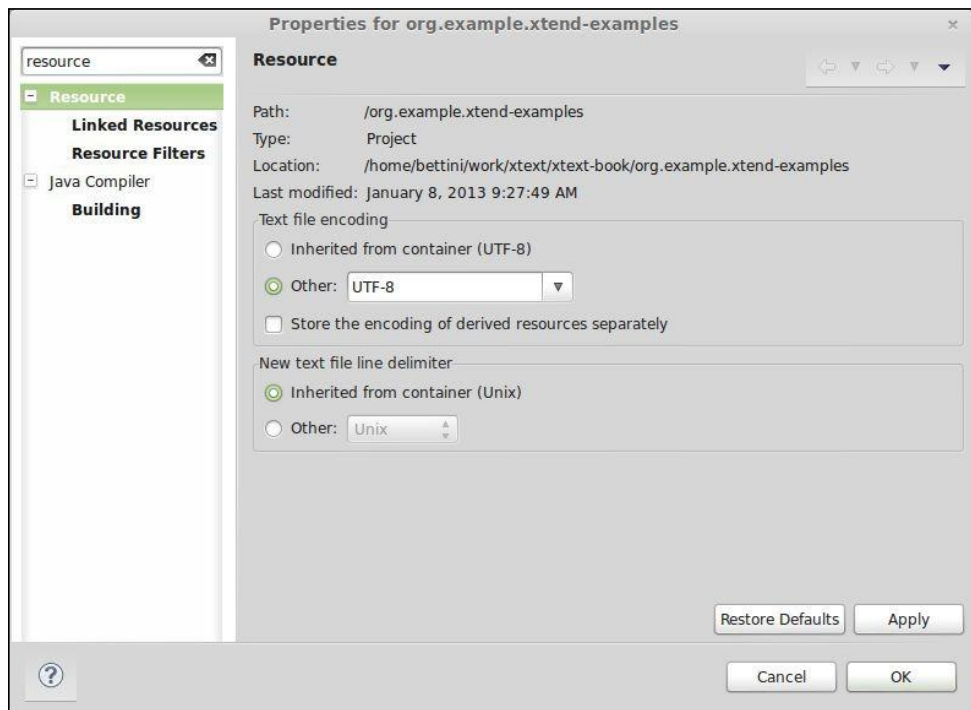 Properties for org.example.xtend-examples
resource
Resource
Linked Resources
Resource Filters
Java Compiler
Building
Resource
Path: /org.example.xtend-examples
Type: Project
Location: /home/bettini/work/xtext/xtext-book/org.example.xtend-examples
Last modified: January 8, 2013 9:27:49 AM
Text file encoding
Inherited from container (UTF-8)
Other: UTF-8
Store the encoding of derived resources separately
New text file line delimiter
Inherited from container (Unix)
Other: Unix
Restore Defaults Apply
? Cancel OK